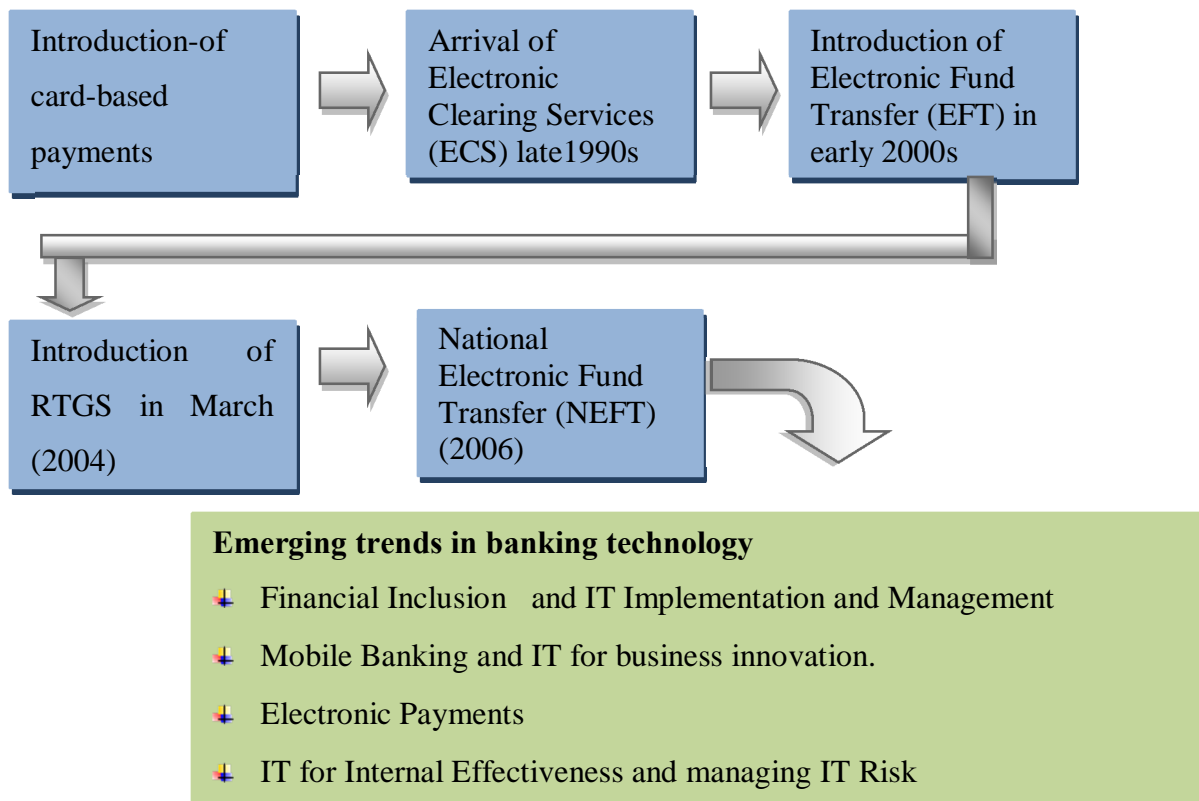 Introduction-of
card-based
payments
Arrival of
Electronic
Clearing Services
(ECS) late1990s
Introduction of
Electronic Fund
Transfer (EFT) in
early 2000s
Introduction of
RTGS in March
(2004)
National
Electronic Fund
Transfer (NEFT)
(2006)
Emerging trends in banking technology
Financial Inclusion and IT Implementation and Management
Mobile Banking and IT for business innovation.
Electronic Payments
IT for Internal Effectiveness and managing IT Risk